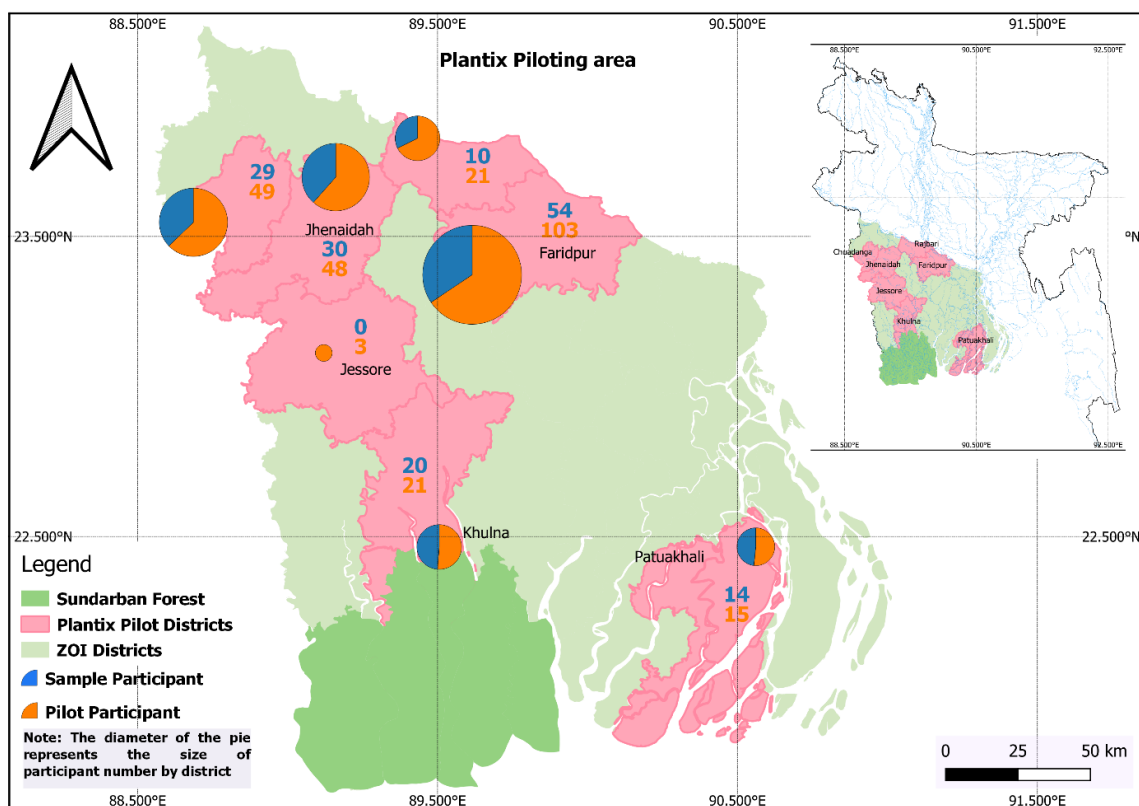 88.500°E 89.500°E 90.500°E 91.500°E
Plantix Piloting area
29
49
Jhenaidah
30
48
10
21
54
103
Faridpur
0
3
Jessore
20
21
Khulna
Patuakhali
14
15
23.500°N
22.500°N
22.500°N
°N
88.500°E 90.500°E 92.500°E
Chuadanga
Rajbari
Jhenaidah
Faridpur
Jessore
Khulna
Patuakhali
88.500°E 90.500°E 92.500°E
Legend
Sundarban Forest
Plantix Pilot Districts
ZOI Districts
Sample Participant
Pilot Participant
Note: The diameter of the pie
represents the size of
participant number by district
0 25 50 km
88.500°E 89.500°E 90.500°E 91.500°E